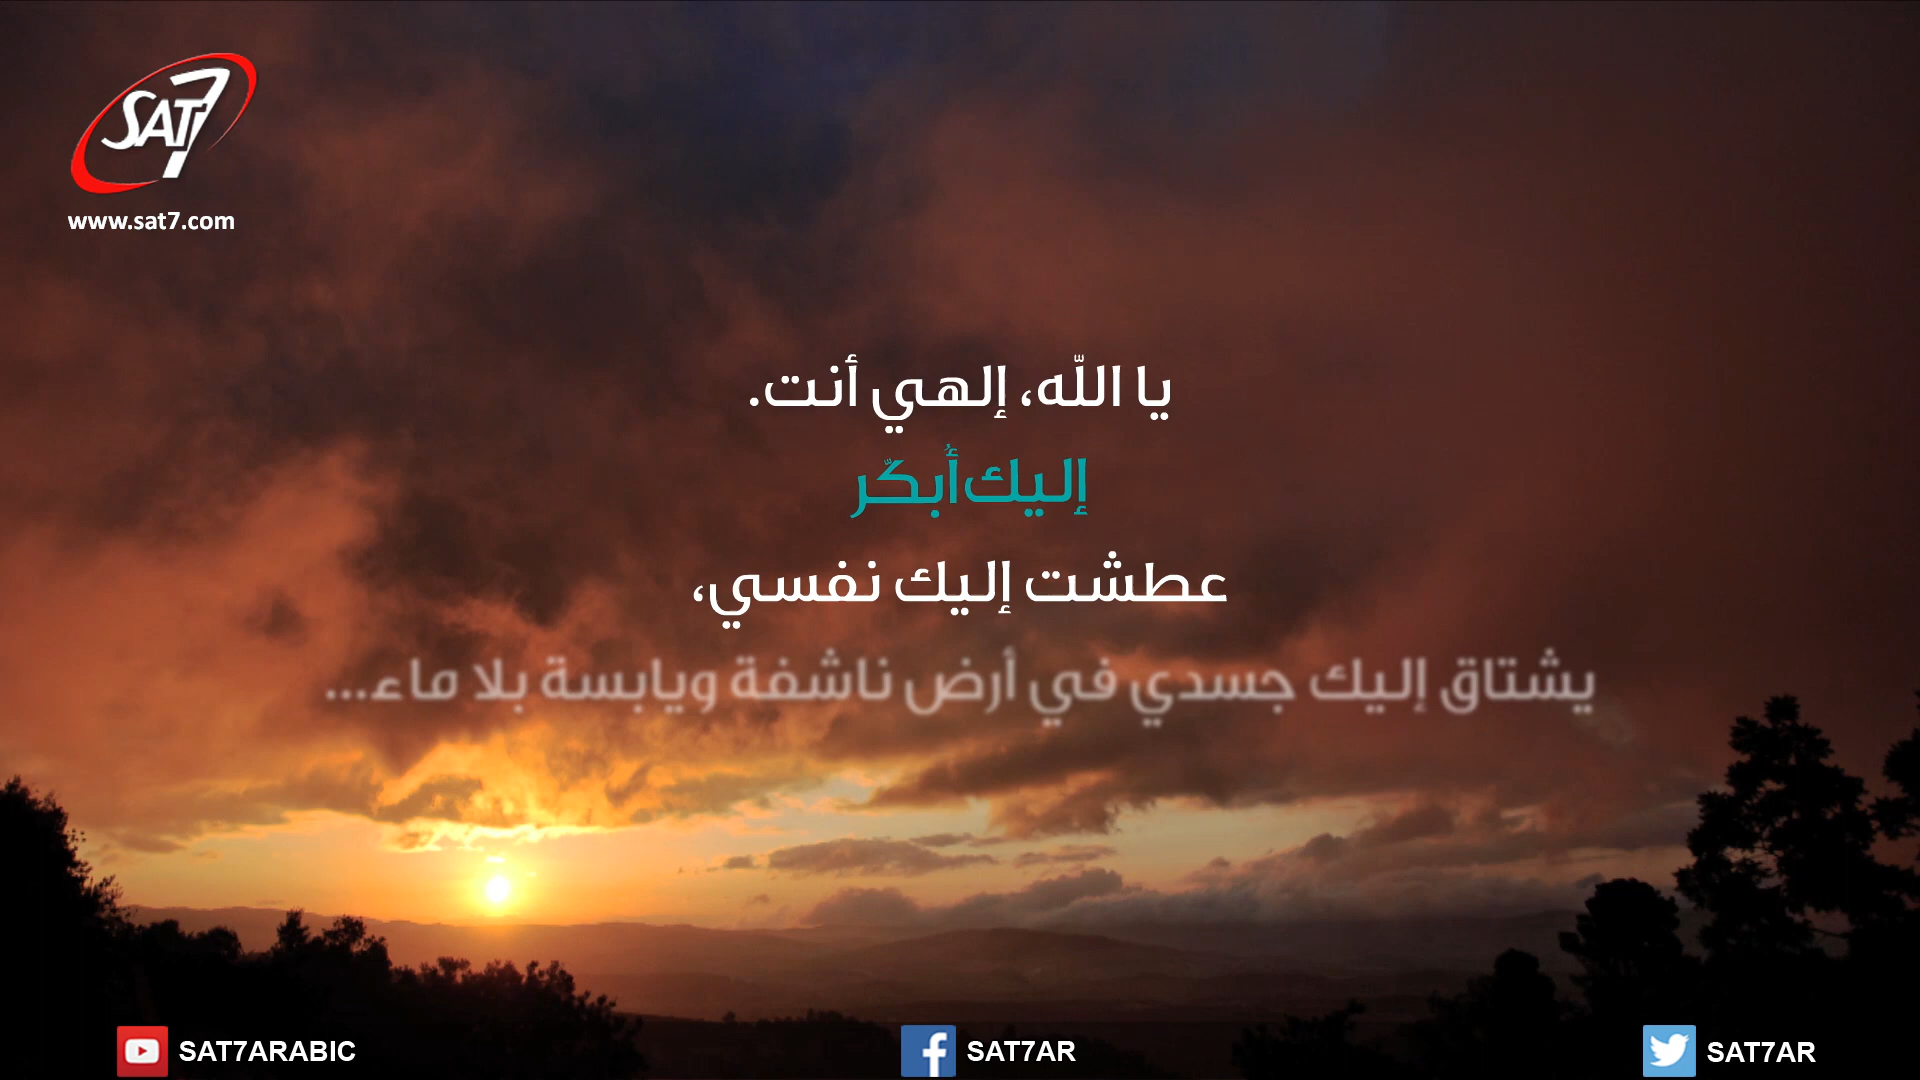 SAT7
www.sat7.com
يا اللّه، إلهي أنت.
إليك أُبكّر
عطشت إليك نفسي،
يشتاق إليك جسدي في أرض ناشفة ويابسة بلا ماء...
SAT7ARABIC
SAT7AR
SAT7AR